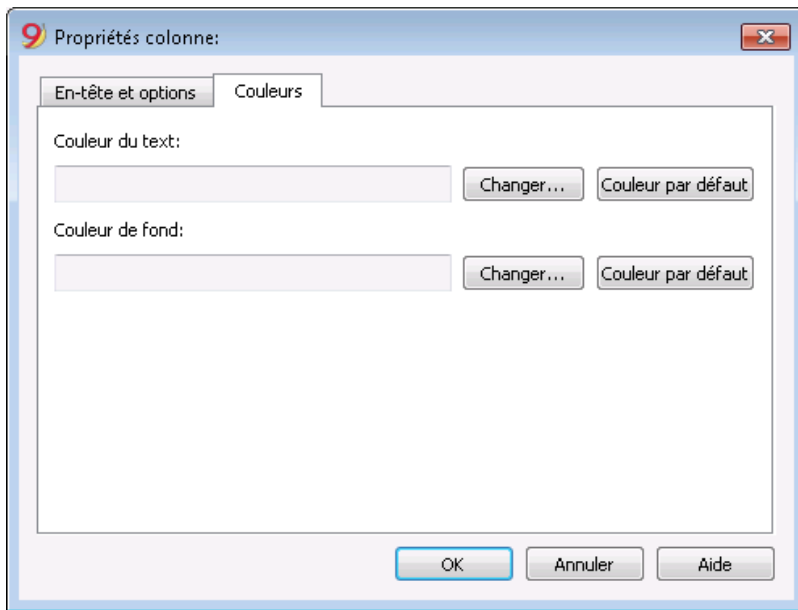 9 Propriétés colonne:
En-tête et options Couleurs
Couleur du text:
Changer... Couleur par défaut
Couleur de fond:
Changer... Couleur par défaut
OK Annuler Aide